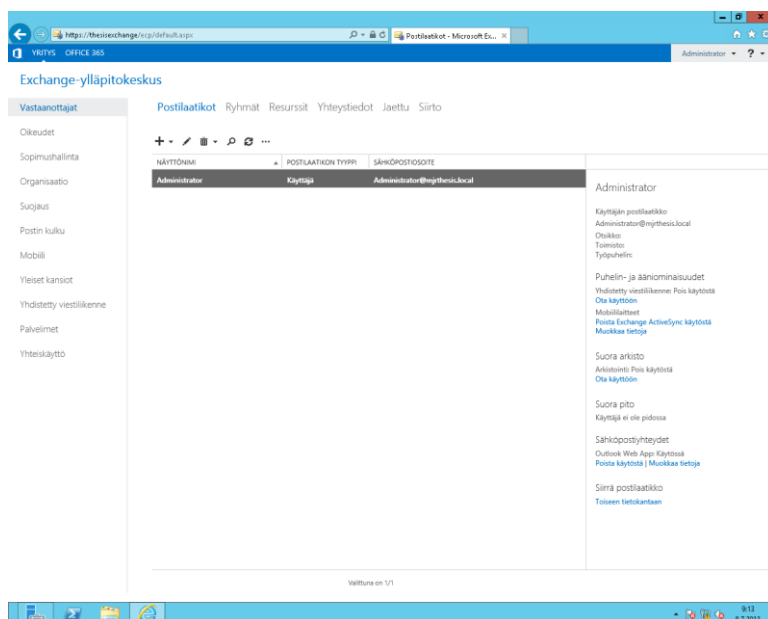 https://thesisexchange/ecp/default.aspx
Postilaatikot - Microsoft Ex...
YRITYS OFFICE 365
Administrator
?
Exchange-ylläpitokeskus
Vastaanottajat
Oikeudet
Sopimushallinta
Organisaatio
Suojaus
Postin kulku
Mobiili
Yleiset kansiot
Yhdistetty viestiliikenne
Palvelimet
Yhteiskäyttö
Postilaatikot Ryhmät Resurssit Yhteystiedot Jaettu Siirto
NÄYTTÖNIMI POSTILAATIKON TYYPPI SÄHKÖPOSTIOSOITE
Administrator Käyttäjä Administrator@mjrthesis.local
Administrator
Käyttäjän postilaatikko
Administrator@mjrthesis.local
Otsikko:
Toimisto:
Työpuhelin:
Puhelin- ja ääniominaisuudet
Yhdistetty viestiliikenne: Pois käytöstä
Ota käyttöön
Mobiililaitteet
Poista Exchange ActiveSync käytöstä
Muokkaa tietoja
Suora arkisto
Arkistointi: Pois käytöstä
Ota käyttöön
Suora pito
Käyttäjä ei ole pidossa
Sähköpostiyhteydet
Outlook Web App: Käytössä
Poista käytöstä | Muokkaa tietoja
Siirrä postilaatikko
Toiseen tietokantaan
Valittuna on 1/1
9:13